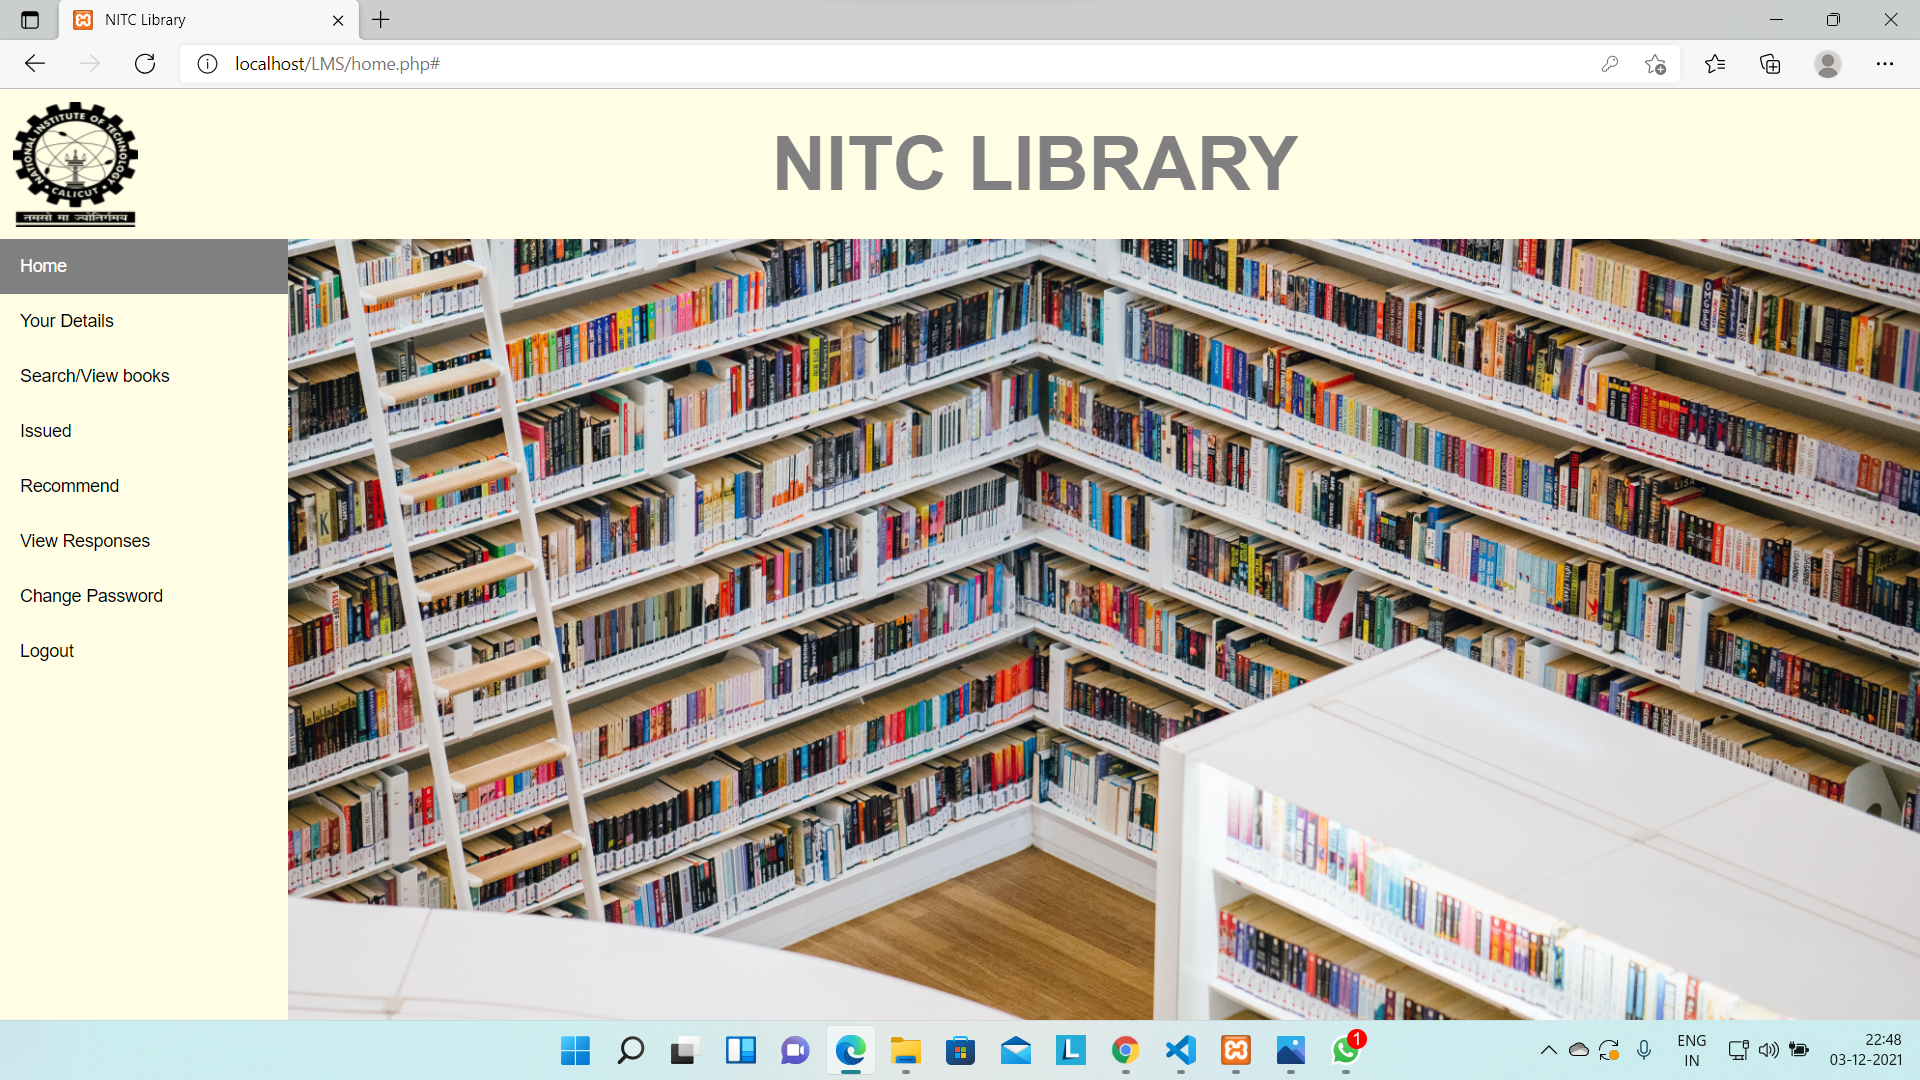 NITC Library
localhost/LMS/home.php#
NATIONAL INSTITUTE OF TECHNOLOGY
CALICUT
तमसो मा ज्योतिर्गमय
NITC LIBRARY
Home
Your Details
Search/View books
Issued
Recommend
View Responses
Change Password
Logout
1
ENG
IN
22:48
03-12-2021